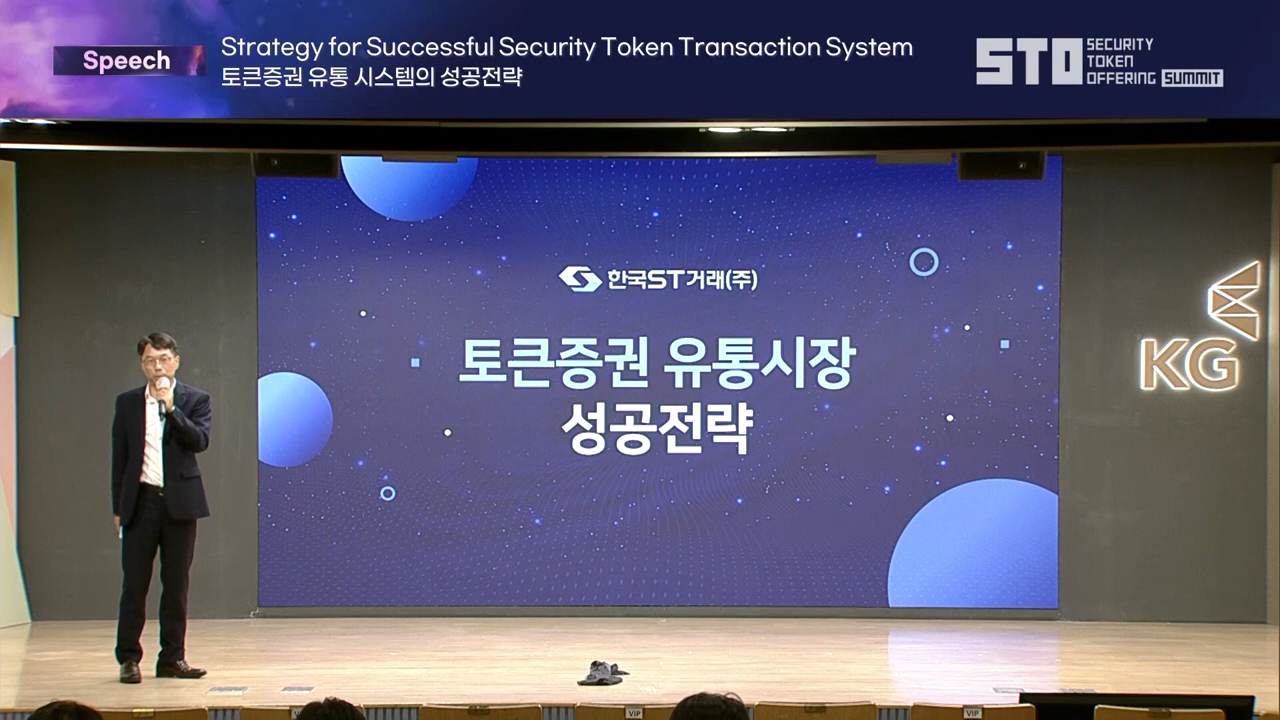 Speech
Strategy for Successful Security Token Transaction System
토큰증권 유통 시스템의 성공전략
STO
SECURITY
TOKEN
OFFERING SUMMIT
한국ST거래(주)
토큰증권 유통시장
성공전략
KG
VIP
VIP